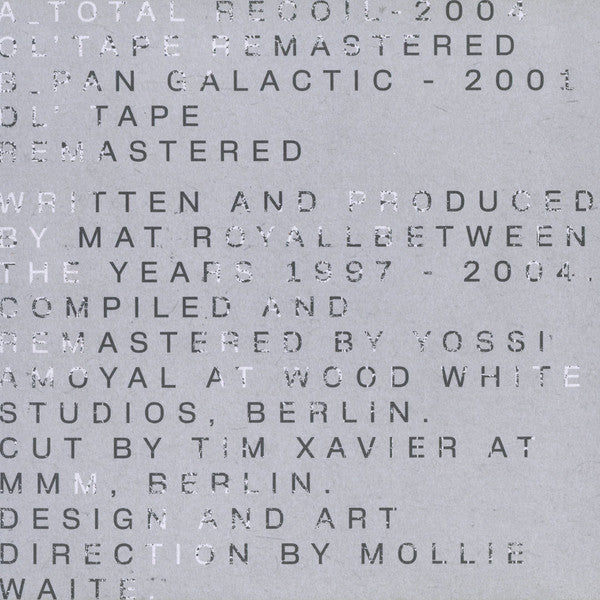 A_TOTAL RECOIL-2004
OL' TAPE REMASTERED
B_PAN GALACTIC - 2001
OL' TAPE
REMASTERED
WRITTEN AND PRODUCED
BY MAT ROYALLBETWEEN
THE YEARS 1997 - 2004.
COMPILED AND
REMASTERED BY YOSSI
AMOYAL AT WOOD WHITE
STUDIOS, BERLIN.
CUT BY TIM XAVIER AT
MMM, BERLIN.
DESIGN AND ART
DIRECTION BY MOLLIE
WAITE.